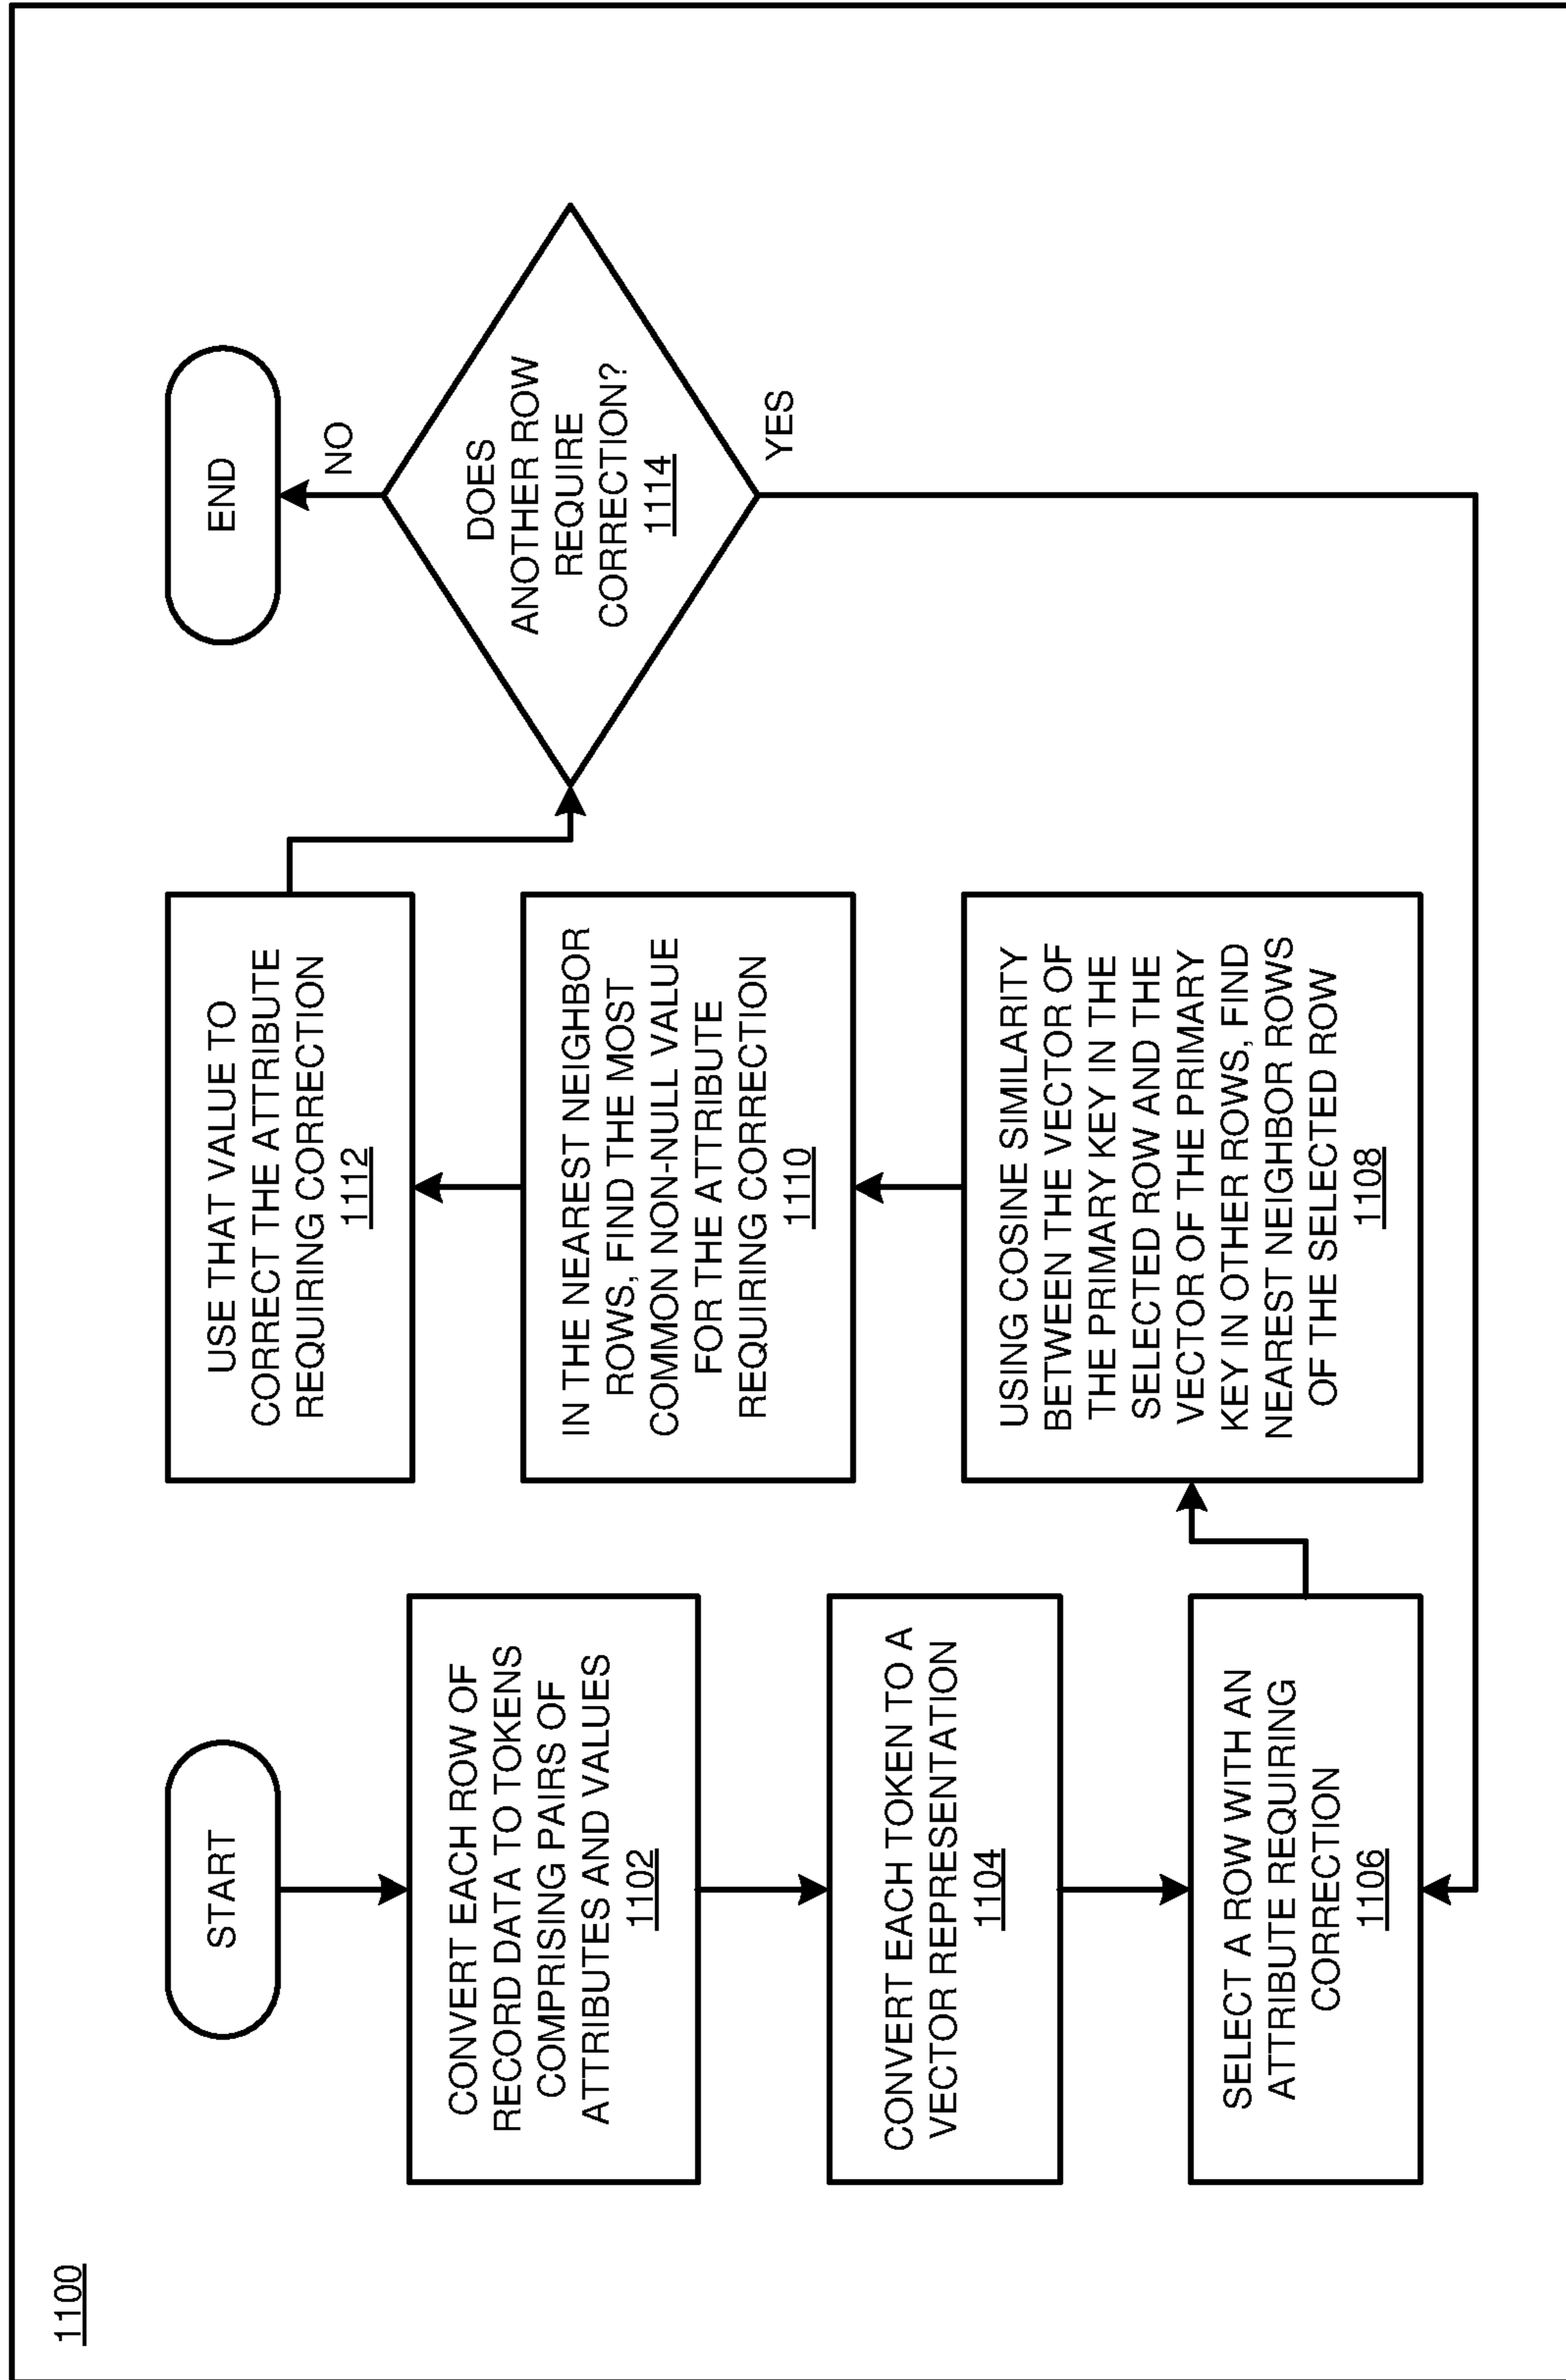 1100
START
CONVERT EACH ROW OF
RECORD DATA TO TOKENS
COMPRISING PAIRS OF
ATTRIBUTES AND VALUES
1102
CONVERT EACH TOKEN TO A
VECTOR REPRESENTATION
1104
SELECT A ROW WITH AN
ATTRIBUTE REQUIRING
CORRECTION
1106
USING COSINE SIMILARITY
BETWEEN THE VECTOR OF
THE PRIMARY KEY IN THE
SELECTED ROW AND THE
VECTOR OF THE PRIMARY
KEY IN OTHER ROWS, FIND
NEAREST NEIGHBOR ROWS
OF THE SELECTED ROW
1108
IN THE NEAREST NEIGHBOR
ROWS, FIND THE MOST
COMMON NON-NULL VALUE
FOR THE ATTRIBUTE
REQUIRING CORRECTION
1110
USE THAT VALUE TO
CORRECT THE ATTRIBUTE
REQUIRING CORRECTION
1112
DOES
ANOTHER ROW
REQUIRE
CORRECTION?
1114
YES
NO
END